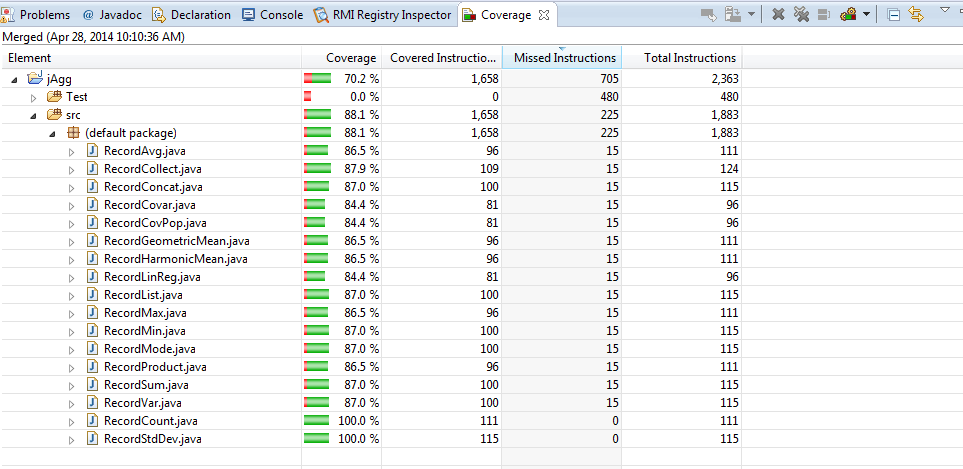 Problems @ Javadoc Declaration Console RMI Registry Inspector Coverage
Merged (Apr 28, 2014 10:10:36 AM)
Element Coverage Covered Instructio... Missed Instructions Total Instructions
jAgg 70.2 % 1,658 705 2,363
Test 0.0 % 0 480 480
src 88.1 % 1,658 225 1,883
(default package) 88.1 % 1,658 225 1,883
RecordAvg.java 86.5 % 96 15 111
RecordCollect.java 87.9 % 109 15 124
RecordConcat.java 87.0 % 100 15 115
RecordCovar.java 84.4 % 81 15 96
RecordCovPop.java 84.4 % 81 15 96
RecordGeometricMean.java 86.5 % 96 15 111
RecordHarmonicMean.java 86.5 % 96 15 111
RecordLinReg.java 84.4 % 81 15 96
RecordList.java 87.0 % 100 15 115
RecordMax.java 86.5 % 96 15 111
RecordMin.java 87.0 % 100 15 115
RecordMode.java 87.0 % 100 15 115
RecordProduct.java 86.5 % 96 15 111
RecordSum.java 87.0 % 100 15 115
RecordVar.java 87.0 % 100 15 115
RecordCount.java 100.0 % 111 0 111
RecordStdDev.java 100.0 % 115 0 115